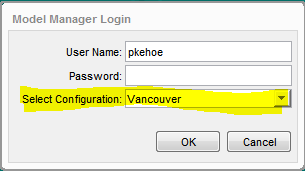 Model Manager Login
User Name: pkehoe
Password:
Select Configuration: Vancouver
OK Cancel